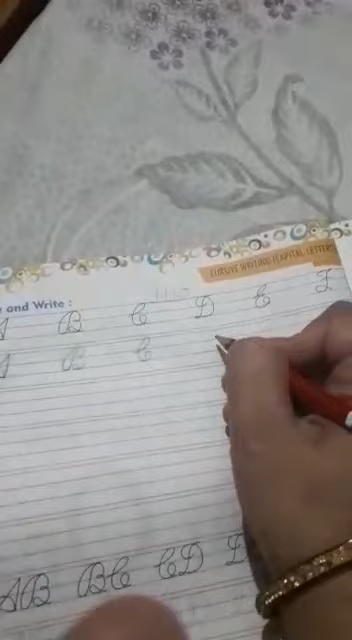 CURSIVE WRITING (CAPITAL LETTERS
and Write :
A B C D E F
A B C
AB BC CD E